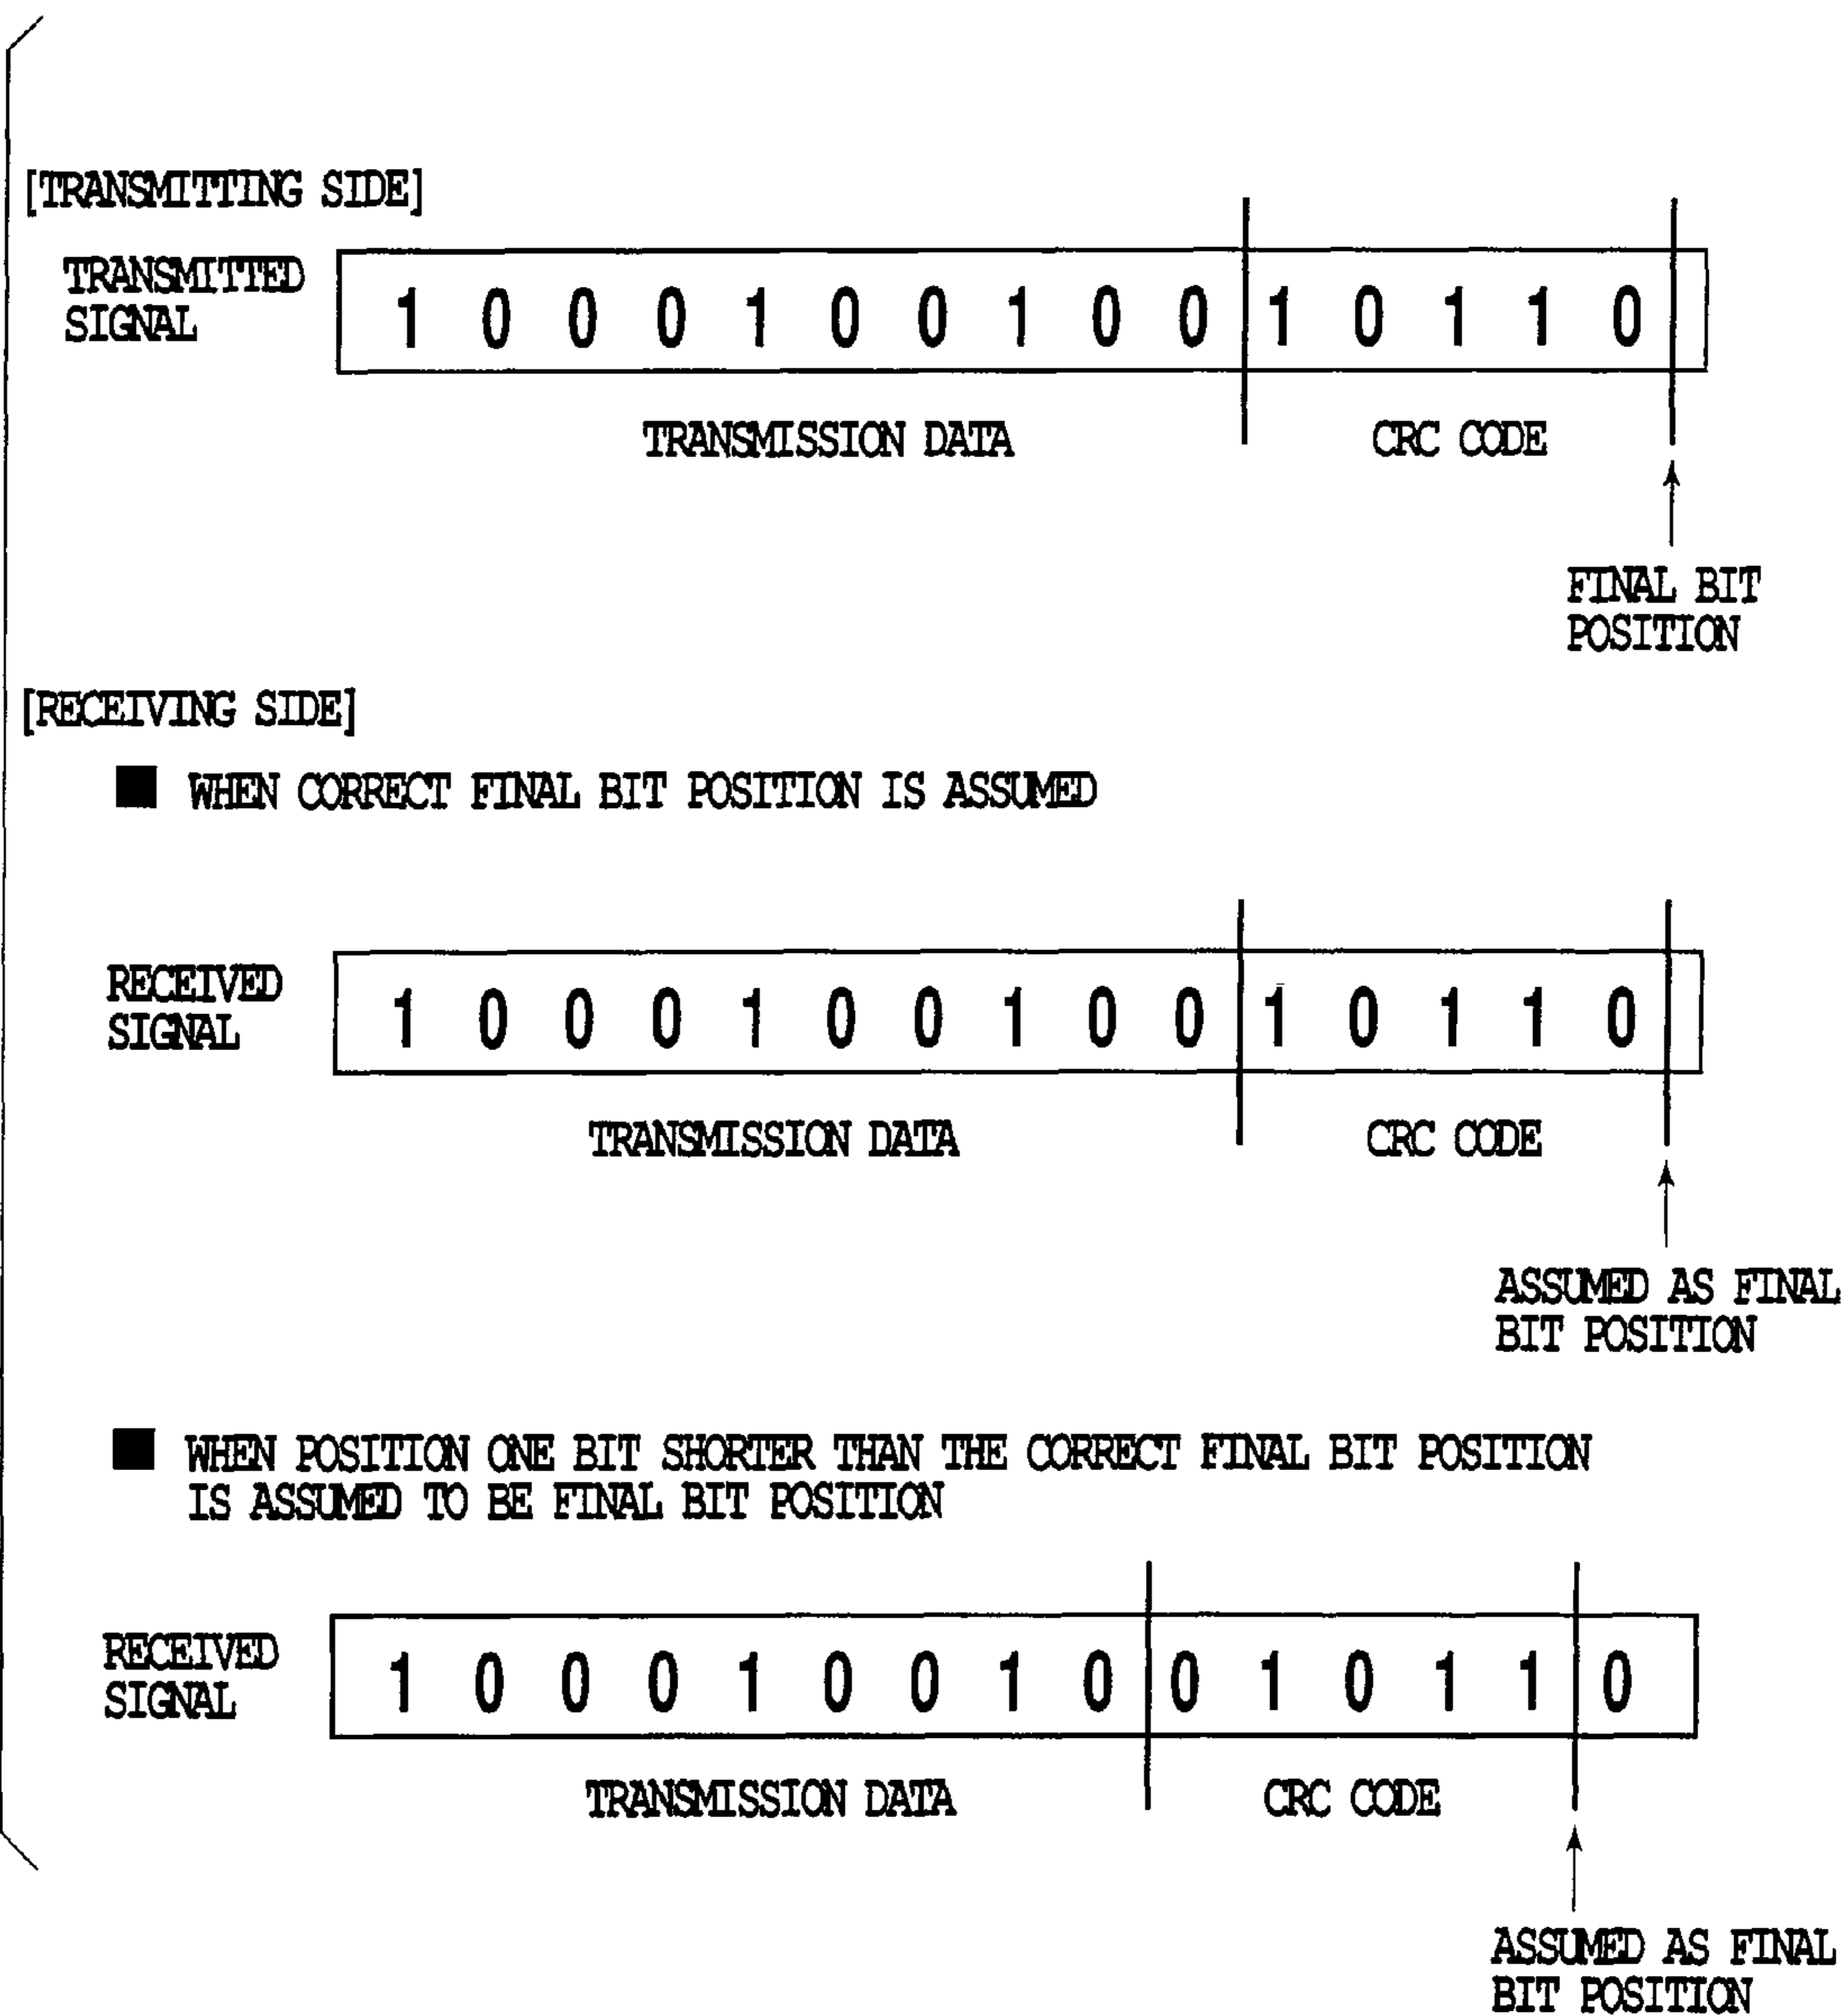 [TRANSMITTING SIDE]
TRANSMITTED
SIGNAL
1 0 0 0 1 0 0 1 0 0 1 0 1 1 0
TRANSMISSION DATA
CRC CODE
FINAL BIT
POSITION
[RECEIVING SIDE]
■ WHEN CORRECT FINAL BIT POSITION IS ASSUMED
RECEIVED
SIGNAL
1 0 0 0 1 0 0 1 0 0 1 0 1 1 0
TRANSMISSION DATA
CRC CODE
ASSUMED AS FINAL
BIT POSITION
■ WHEN POSITION ONE BIT SHORTER THAN THE CORRECT FINAL BIT POSITION
IS ASSUMED TO BE FINAL BIT POSITION
RECEIVED
SIGNAL
1 0 0 0 1 0 0 1 0 0 1 0 1 1 0
TRANSMISSION DATA
CRC CODE
ASSUMED AS FINAL
BIT POSITION